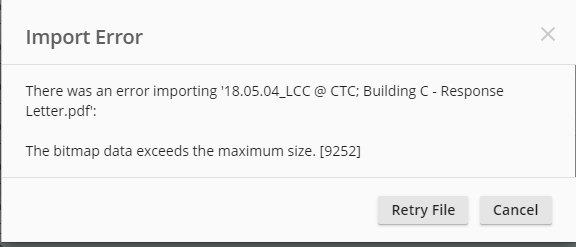 Import Error
There was an error importing '18.05.04_LCC @ CTC; Building C - Response
Letter.pdf':
The bitmap data exceeds the maximum size. [9252]
Retry File
Cancel